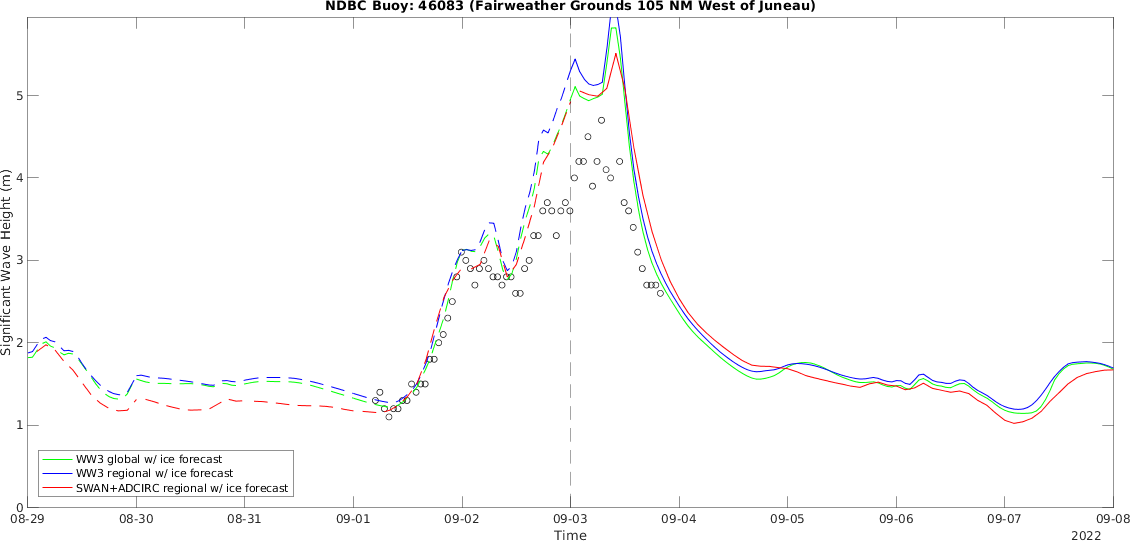 NDBC Buoy: 46083 (Fairweather Grounds 105 NM West of Juneau)
Significant Wave Height (m)
5
4
3
2
1
0
WW3 global w/ ice forecast
WW3 regional w/ ice forecast
SWAN+ADCIRC regional w/ ice forecast
08-29 08-30 08-31 09-01 09-02 09-03 09-04 09-05 09-06 09-07 09-08
Time
2022